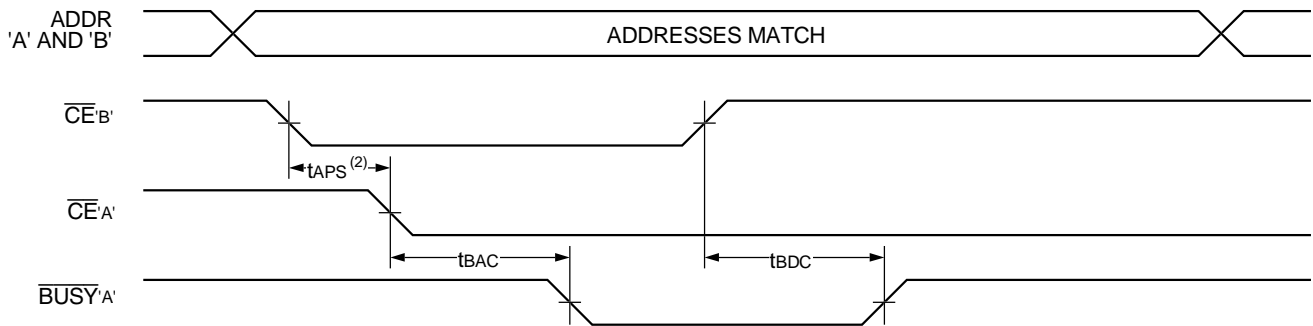 ADDR
'A' AND 'B'
ADDRESSES MATCH
CE'B'
tAPS (2)
CE'A'
tBAC
tBDC
BUSY'A'